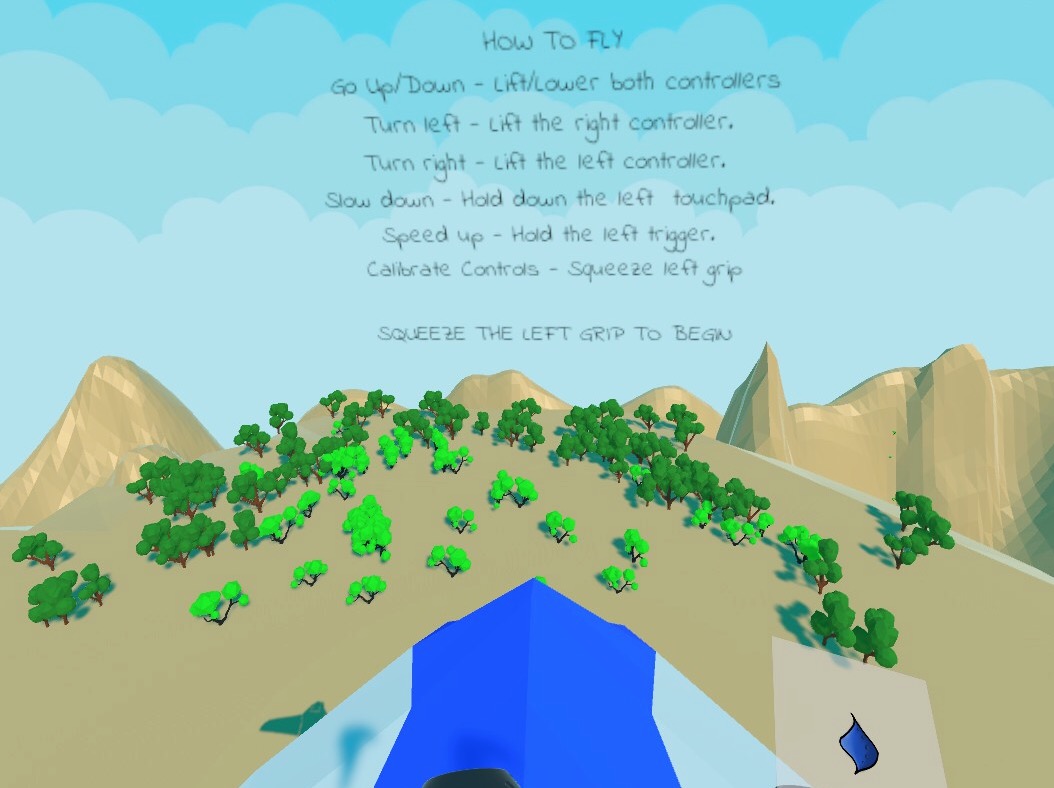 HOW TO FLY
Go Up/Down - Lift/Lower both controllers
Turn left - Lift the right controller.
Turn right - Lift the left controller.
Slow down - Hold down the left touchpad.
Speed up - Hold the left trigger.
Calibrate Controls - Squeeze left grip
SQUEEZE THE LEFT GRIP TO BEGIN